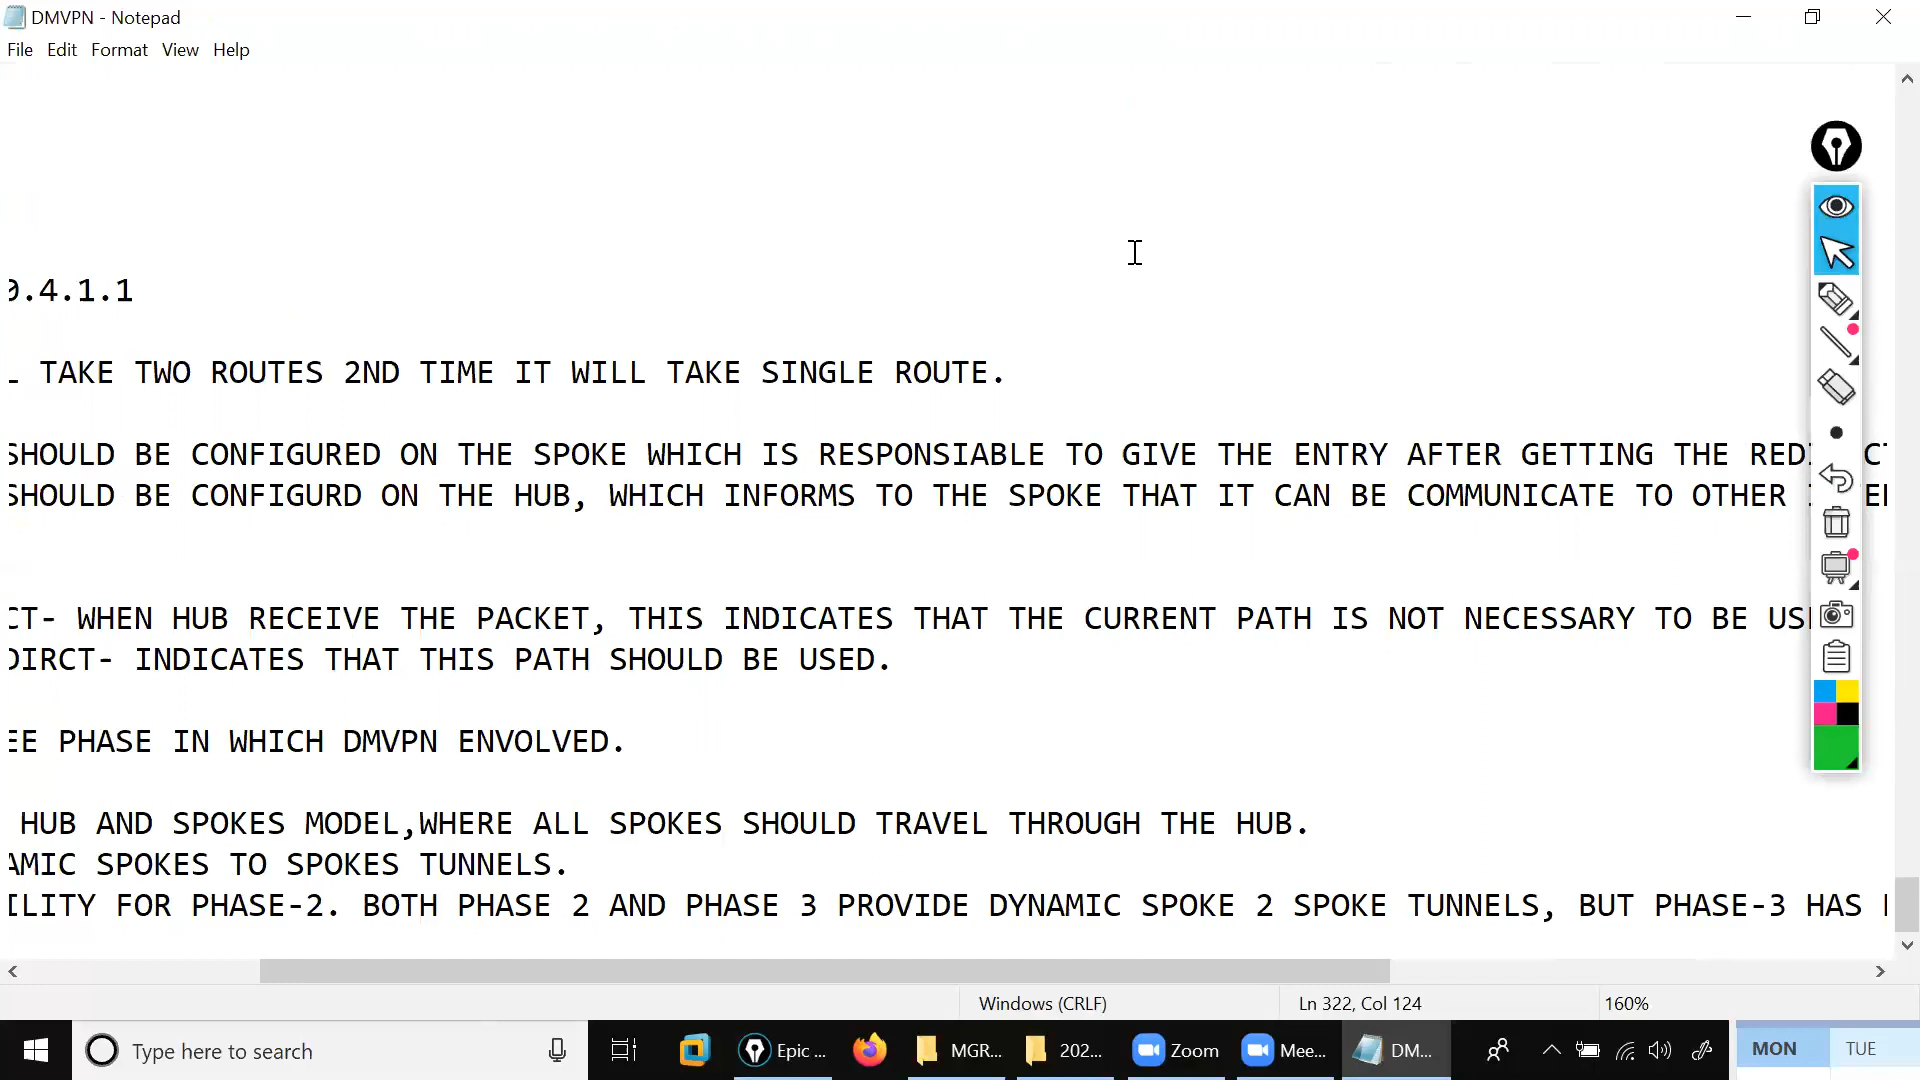 DMVPN - Notepad
File Edit Format View Help
0.4.1.1
TAKE TWO ROUTES 2ND TIME IT WILL TAKE SINGLE ROUTE.
SHOULD BE CONFIGURED ON THE SPOKE WHICH IS RESPONSIABLE TO GIVE THE ENTRY AFTER GETTING THE
SHOULD BE CONFIGURD ON THE HUB, WHICH INFORMS TO THE SPOKE THAT IT CAN BE COMMUNICATE TO OTHER
CT- WHEN HUB RECEIVE THE PACKET, THIS INDICATES THAT THE CURRENT PATH IS NOT NECESSARY TO BE
DIRCT- INDICATES THAT THIS PATH SHOULD BE USED.
EE PHASE IN WHICH DMVPN ENVOLVED.
HUB AND SPOKES MODEL,WHERE ALL SPOKES SHOULD TRAVEL THROUGH THE HUB.
AMIC SPOKES TO SPOKES TUNNELS.
ILITY FOR PHASE-2. BOTH PHASE 2 AND PHASE 3 PROVIDE DYNAMIC SPOKE 2 SPOKE TUNNELS, BUT PHASE-3 HAS
Windows (CRLF) Ln 322, Col 124 160%
Type here to search Epic ... MGR... 202... Zoom Mee... DM... MON TUE